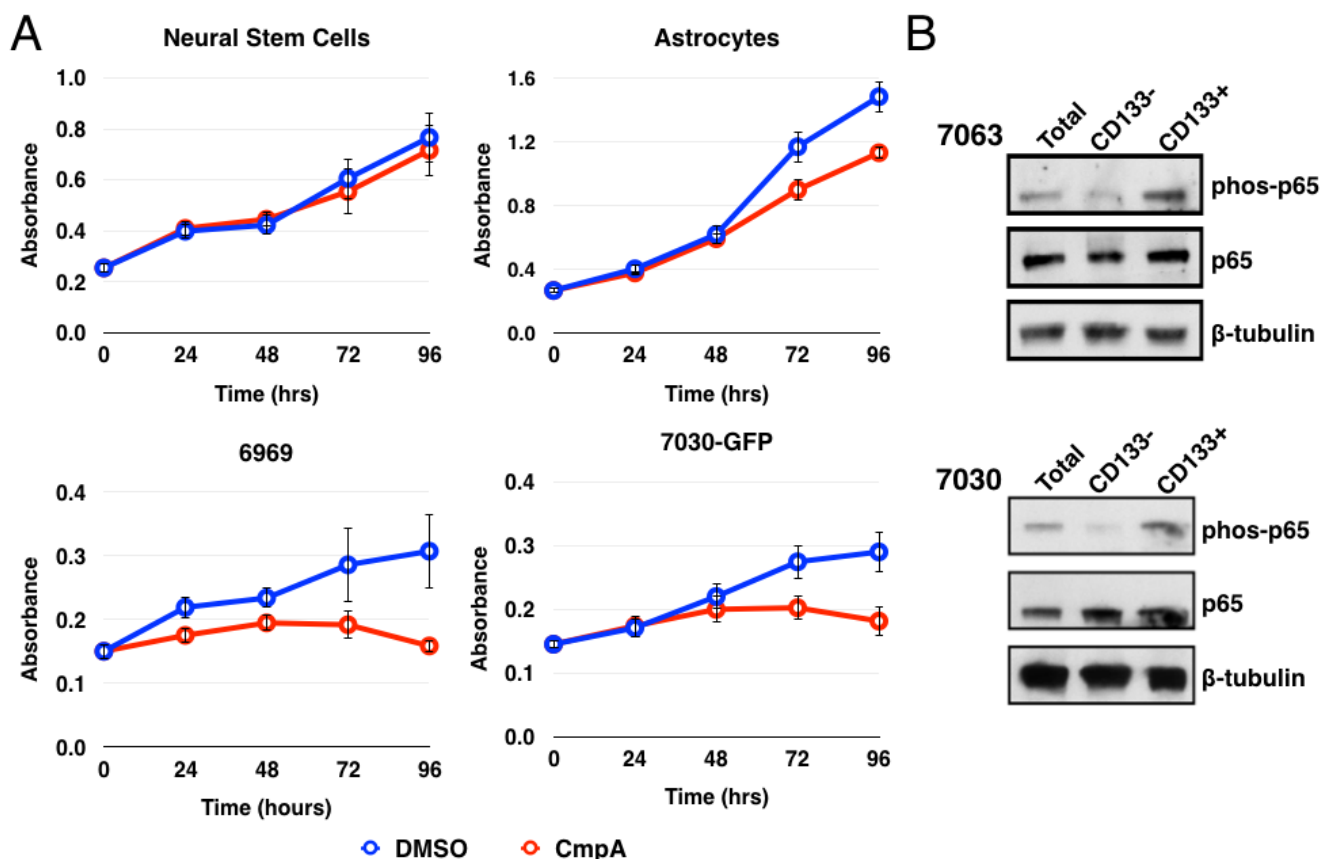 A
B
Neural Stem Cells
Absorbance
1.0
0.8
0.6
0.4
0.2
0.0
0 24 48 72 96
Time (hrs)
Astrocytes
Absorbance
1.6
1.2
0.8
0.4
0.0
0 24 48 72 96
Time (hrs)
6969
Absorbance
0.4
0.3
0.2
0.1
0.0
0 24 48 72 96
Time (hours)
7030-GFP
Absorbance
0.4
0.3
0.2
0.1
0.0
0 24 48 72 96
Time (hrs)
DMSO CmpA
7063
Total CD133- CD133+
phos-p65
p65
ß-tubulin
7030
Total CD133- CD133+
phos-p65
p65
β-tubulin